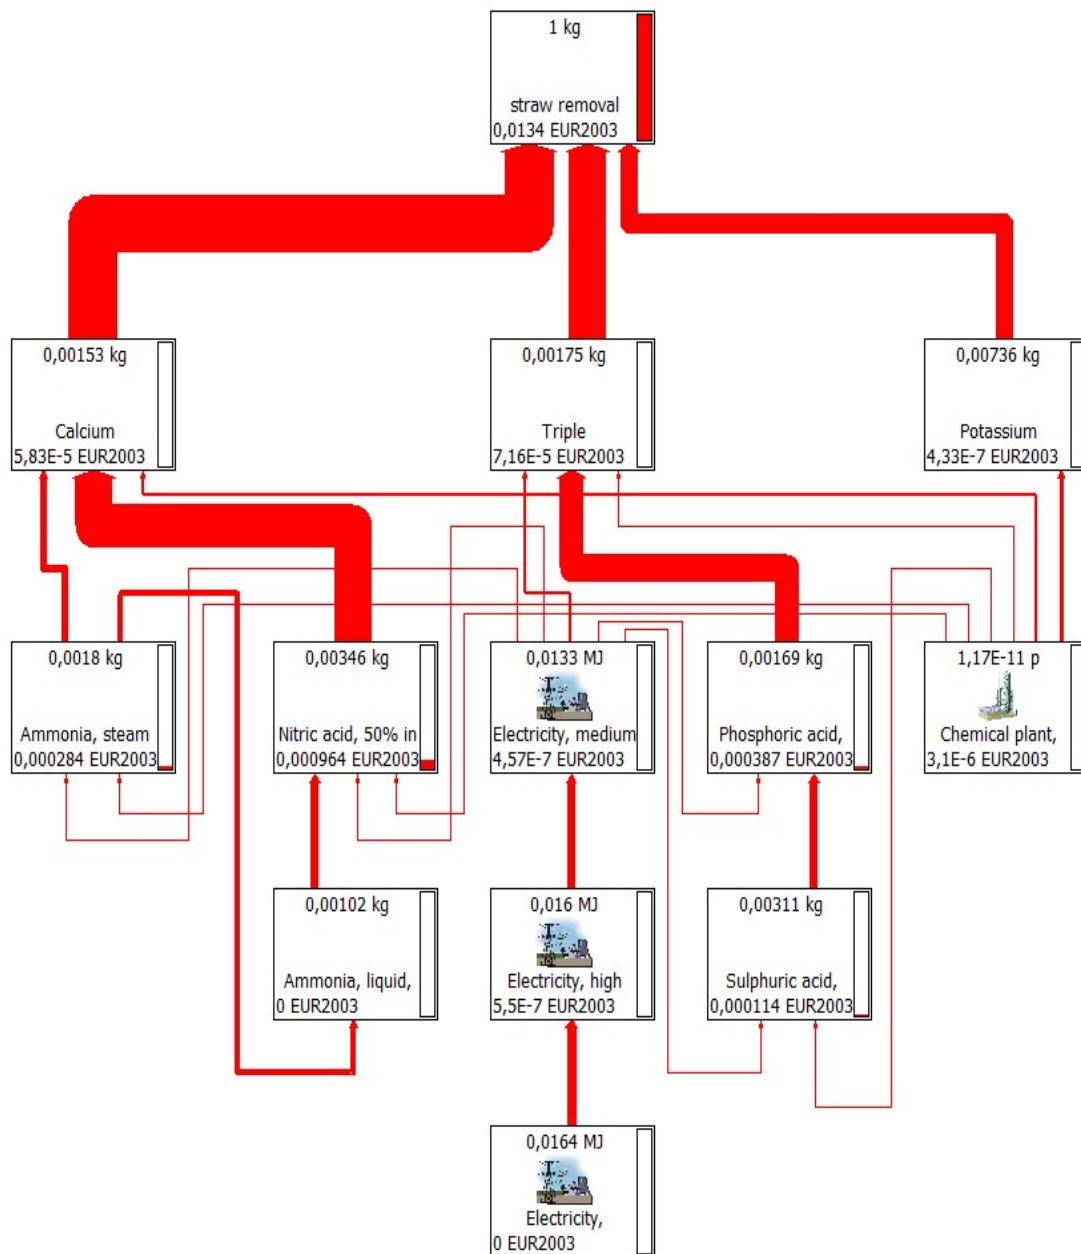 1 kg
straw removal
0,0134 EUR2003
0,00153 kg
Calcium
5,83E-5 EUR2003
0,00175 kg
Triple
7,16E-5 EUR2003
0,00736 kg
Potassium
4,33E-7 EUR2003
0,0018 kg
Ammonia, steam
0,000284 EUR2003
0,00346 kg
Nitric acid, 50% in
0,000964 EUR2003
0,0133 MJ
Electricity, medium
4,57E-7 EUR2003
0,00169 kg
Phosphoric acid,
0,000387 EUR2003
1,17E-11 p
Chemical plant,
3,1E-6 EUR2003
0,00102 kg
Ammonia, liquid,
0 EUR2003
0,016 MJ
Electricity, high
5,5E-7 EUR2003
0,00311 kg
Sulphuric acid,
0,000114 EUR2003
0,0164 MJ
Electricity,
0 EUR2003